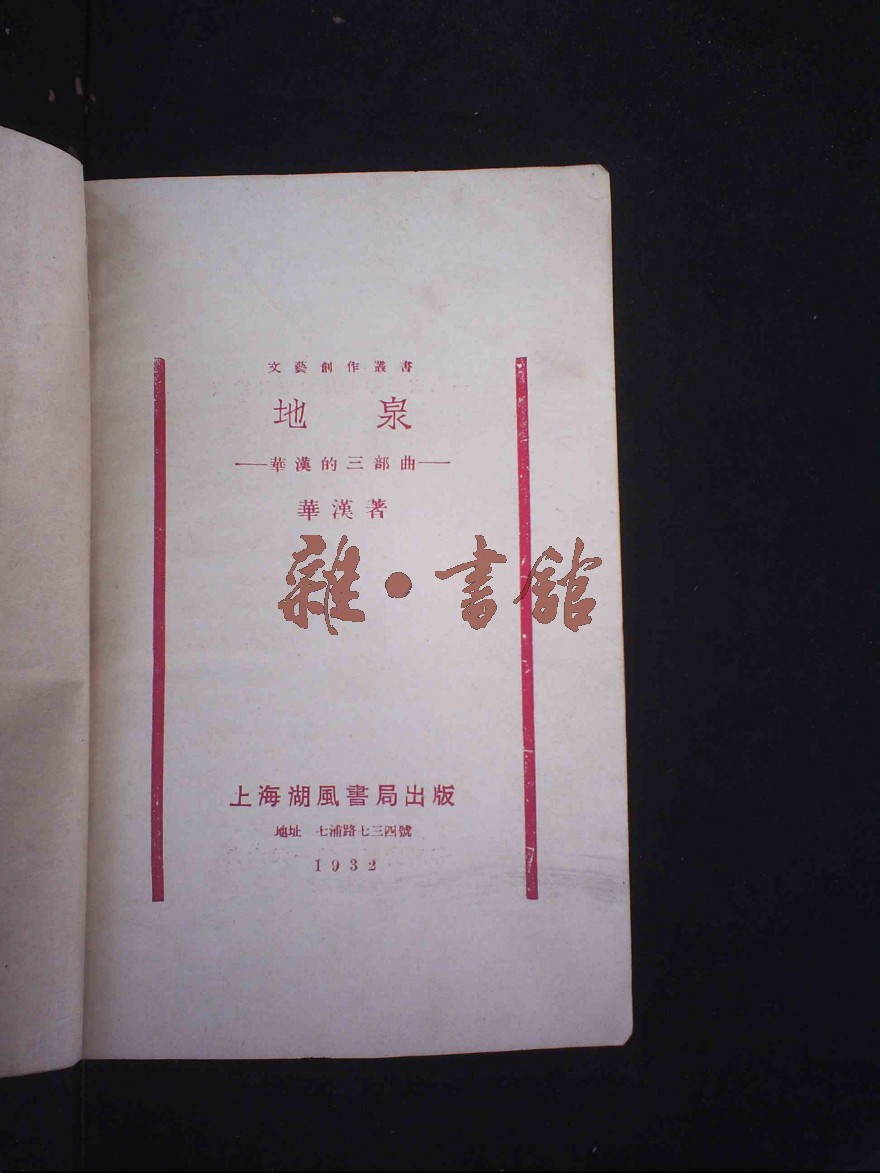 文藝創作叢書
地泉
——華漢的三部曲——
華漢著
雜·書館
上海湖風書局出版
地址 七浦路七三四號
1932